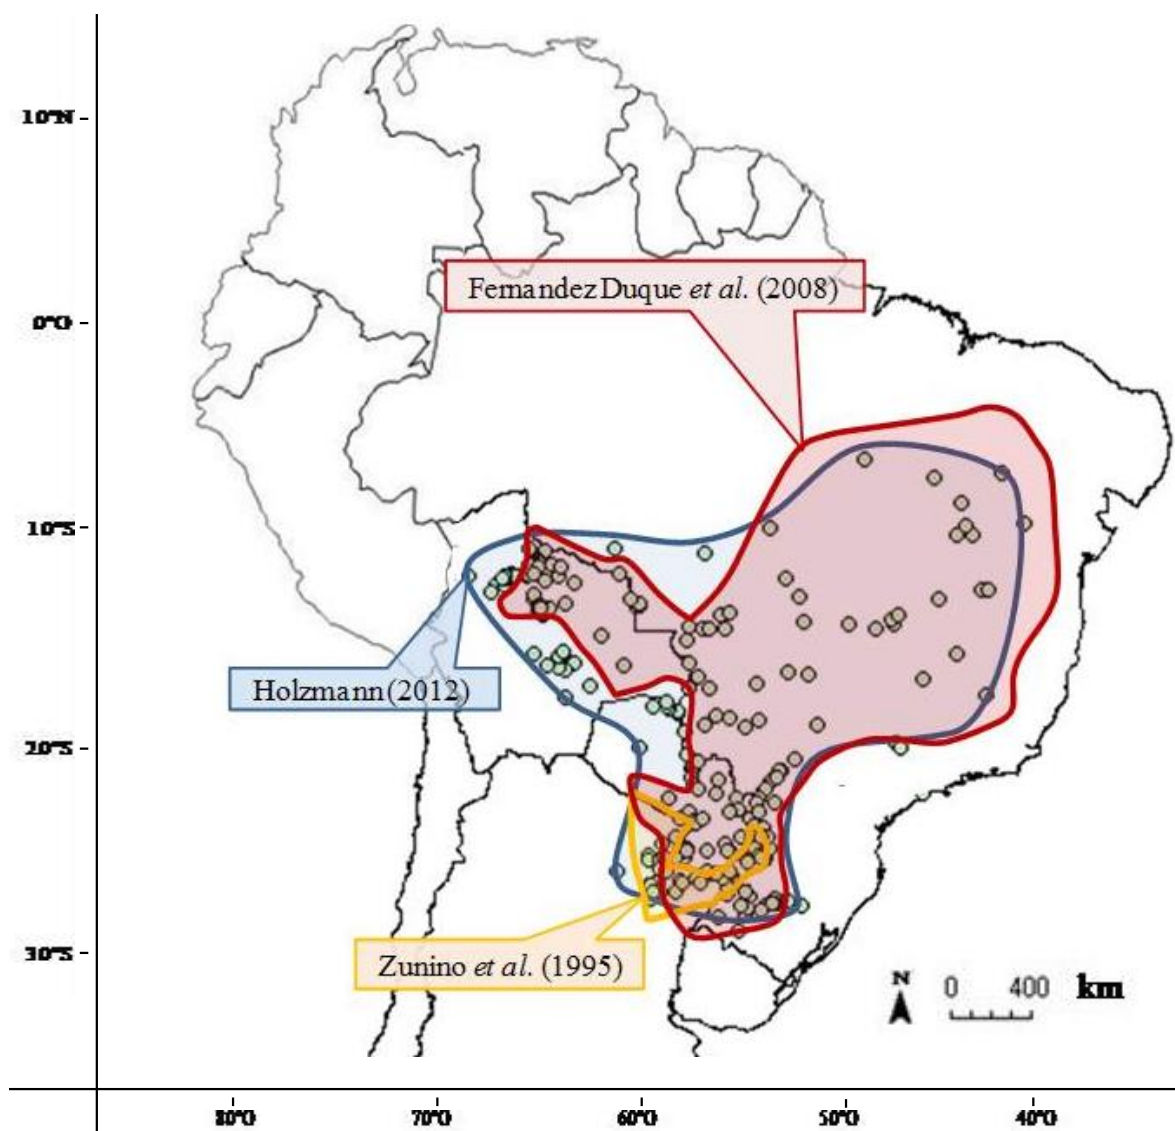 10°N
Fernandez Duque et al. (2008)
0°O
10°S
Holzmann (2012)
20°S
Zunino et al. (1995)
30°S
N
0 400 km
80°O 70°O 60°O 50°O 40°O